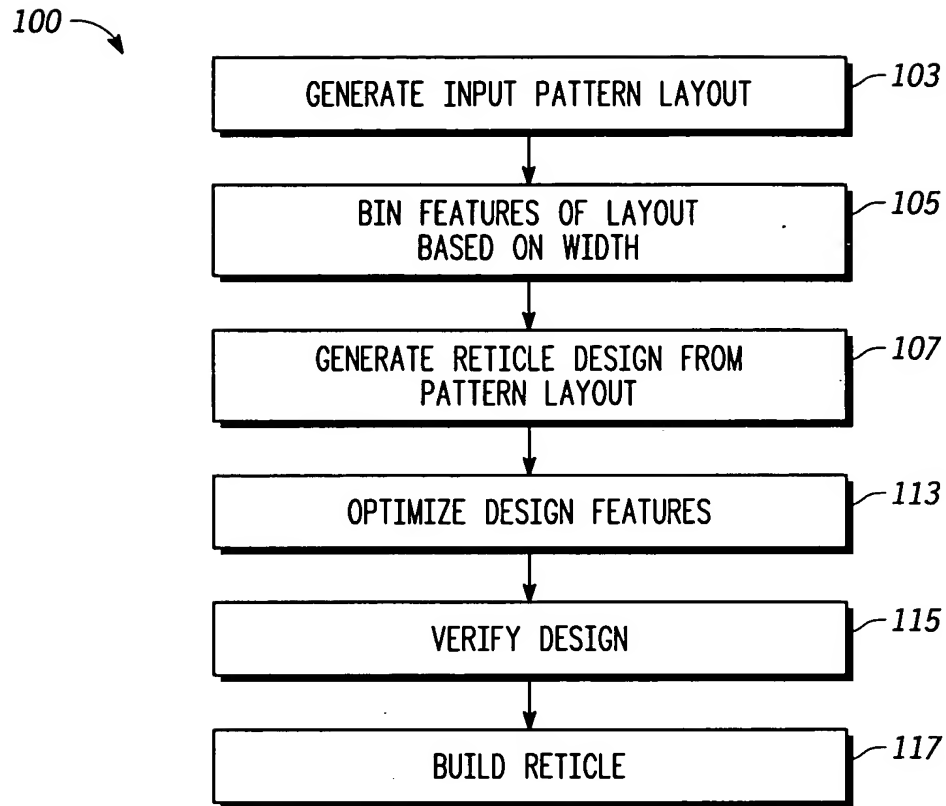 100
GENERATE INPUT PATTERN LAYOUT
103
BIN FEATURES OF LAYOUT
BASED ON WIDTH
105
GENERATE RETICLE DESIGN FROM
PATTERN LAYOUT
107
OPTIMIZE DESIGN FEATURES
113
VERIFY DESIGN
115
BUILD RETICLE
117